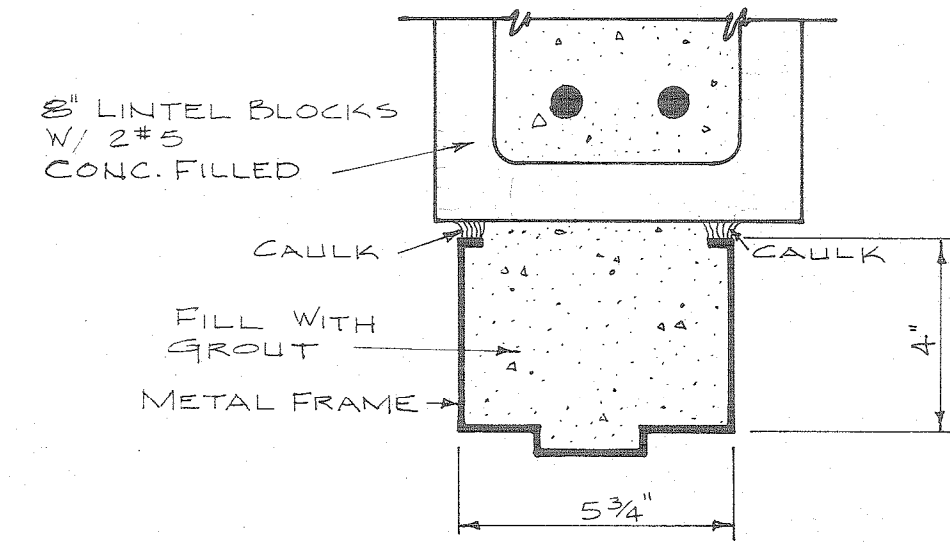 8" LINTEL BLOCKS
W/ 2#5
CONC. FILLED
CAULK
CAULK
FILL WITH
GROUT
METAL FRAME
4"
5 3/4"